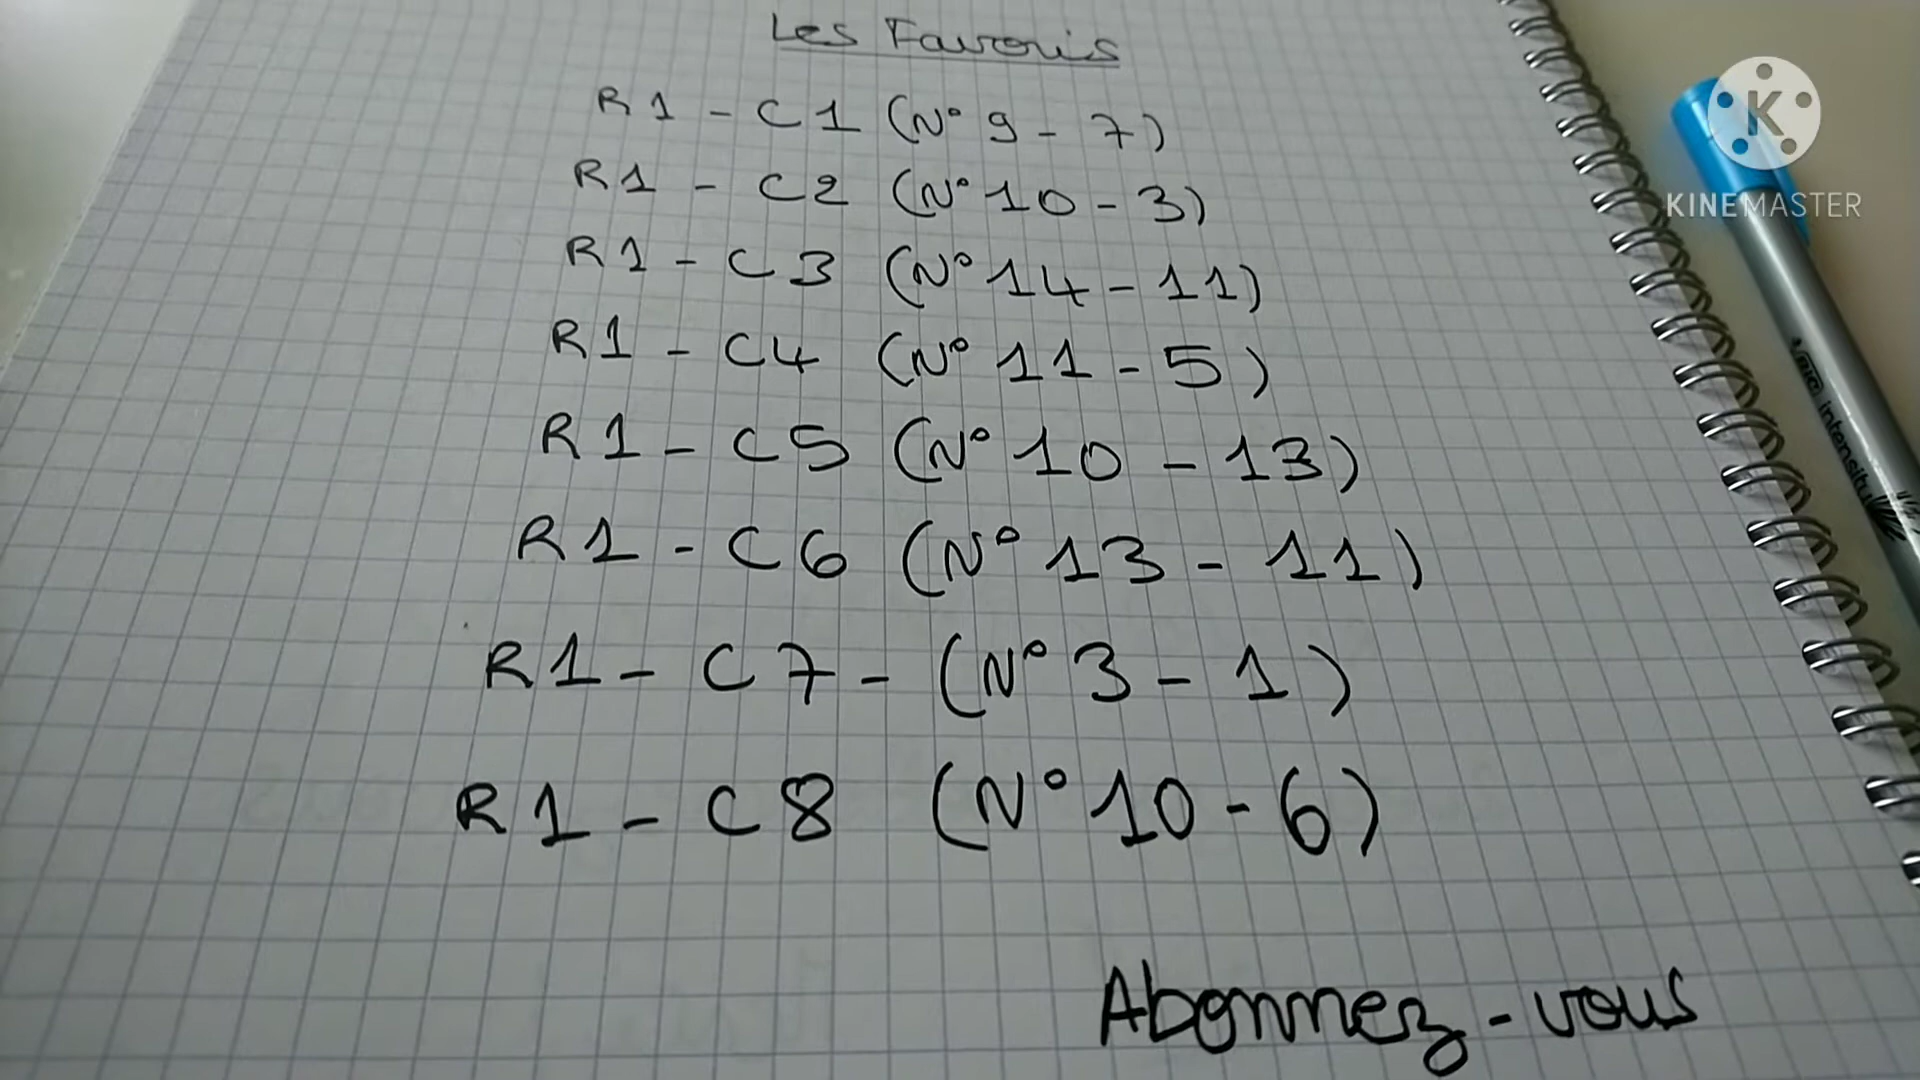 Les Favoris
R1 - C1 (N° 9 - 7)
R1 - C2 (N° 10 - 3)
R1 - C3 (N° 14 - 11)
R1 - C4 (N° 11 - 5)
R1 - C5 (N° 10 - 13)
R1 - C6 (N° 13 - 11)
R1 - C7 - (N° 3 - 1)
R1 - C8 (N° 10 - 6)
Abonnez-vous
K
KINEMASTER
intensity